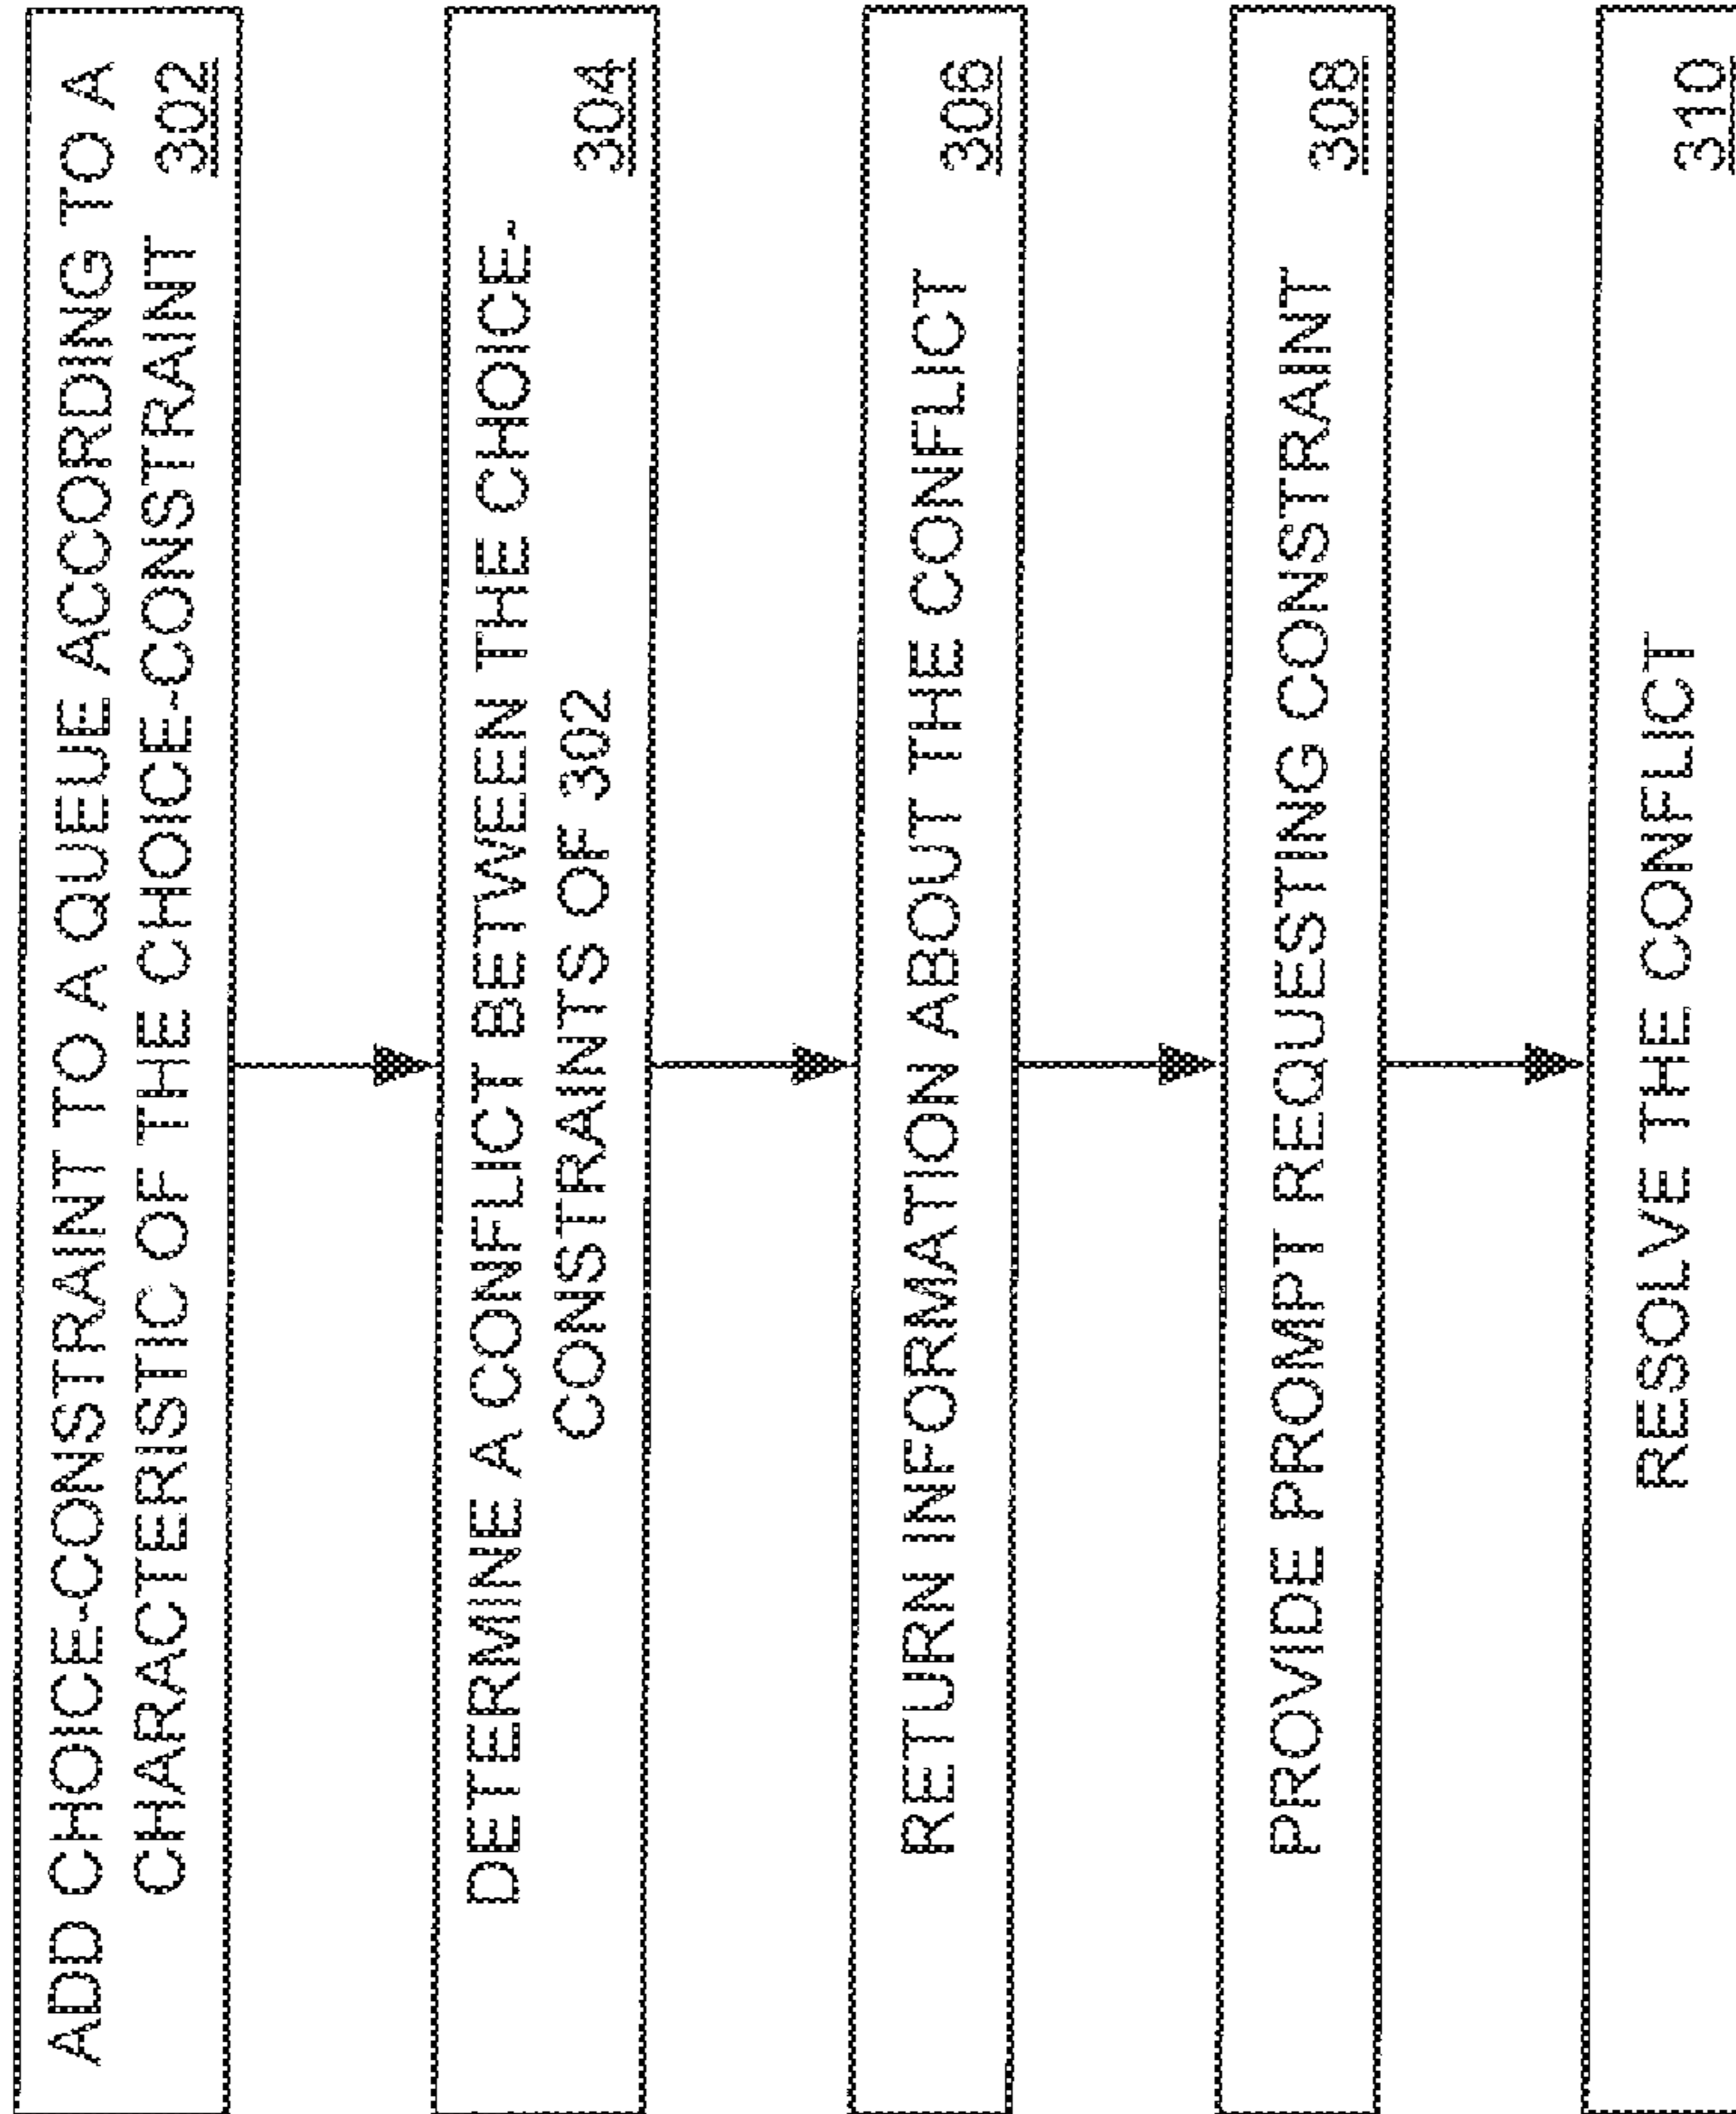 ADD CHOICE-CONSTRAINT TO A QUEUE ACCORDING TO A
CHARACTERISTIC OF THE CHOICE-CONSTRAINT 302
DETERMINE A CONFLICT BETWEEN THE CHOICE-
CONSTRAINTS OF 302
304
RETURN INFORMATION ABOUT THE CONFLICT
306
PROVIDE PROMPT REQUESTING CONSTRAINT
308
RESOLVE THE CONFLICT
310